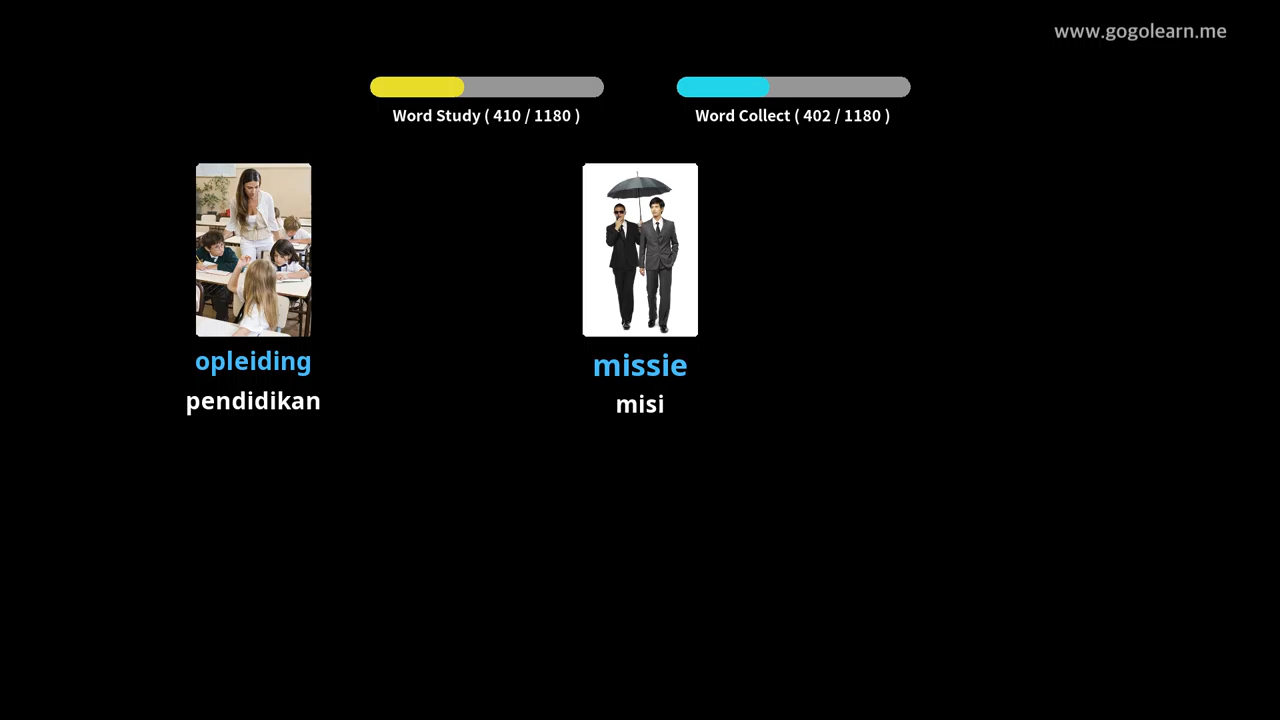 www.gogolearn.me
Word Study ( 410 / 1180 )
Word Collect ( 402 / 1180 )
opleiding
pendidikan
missie
misi